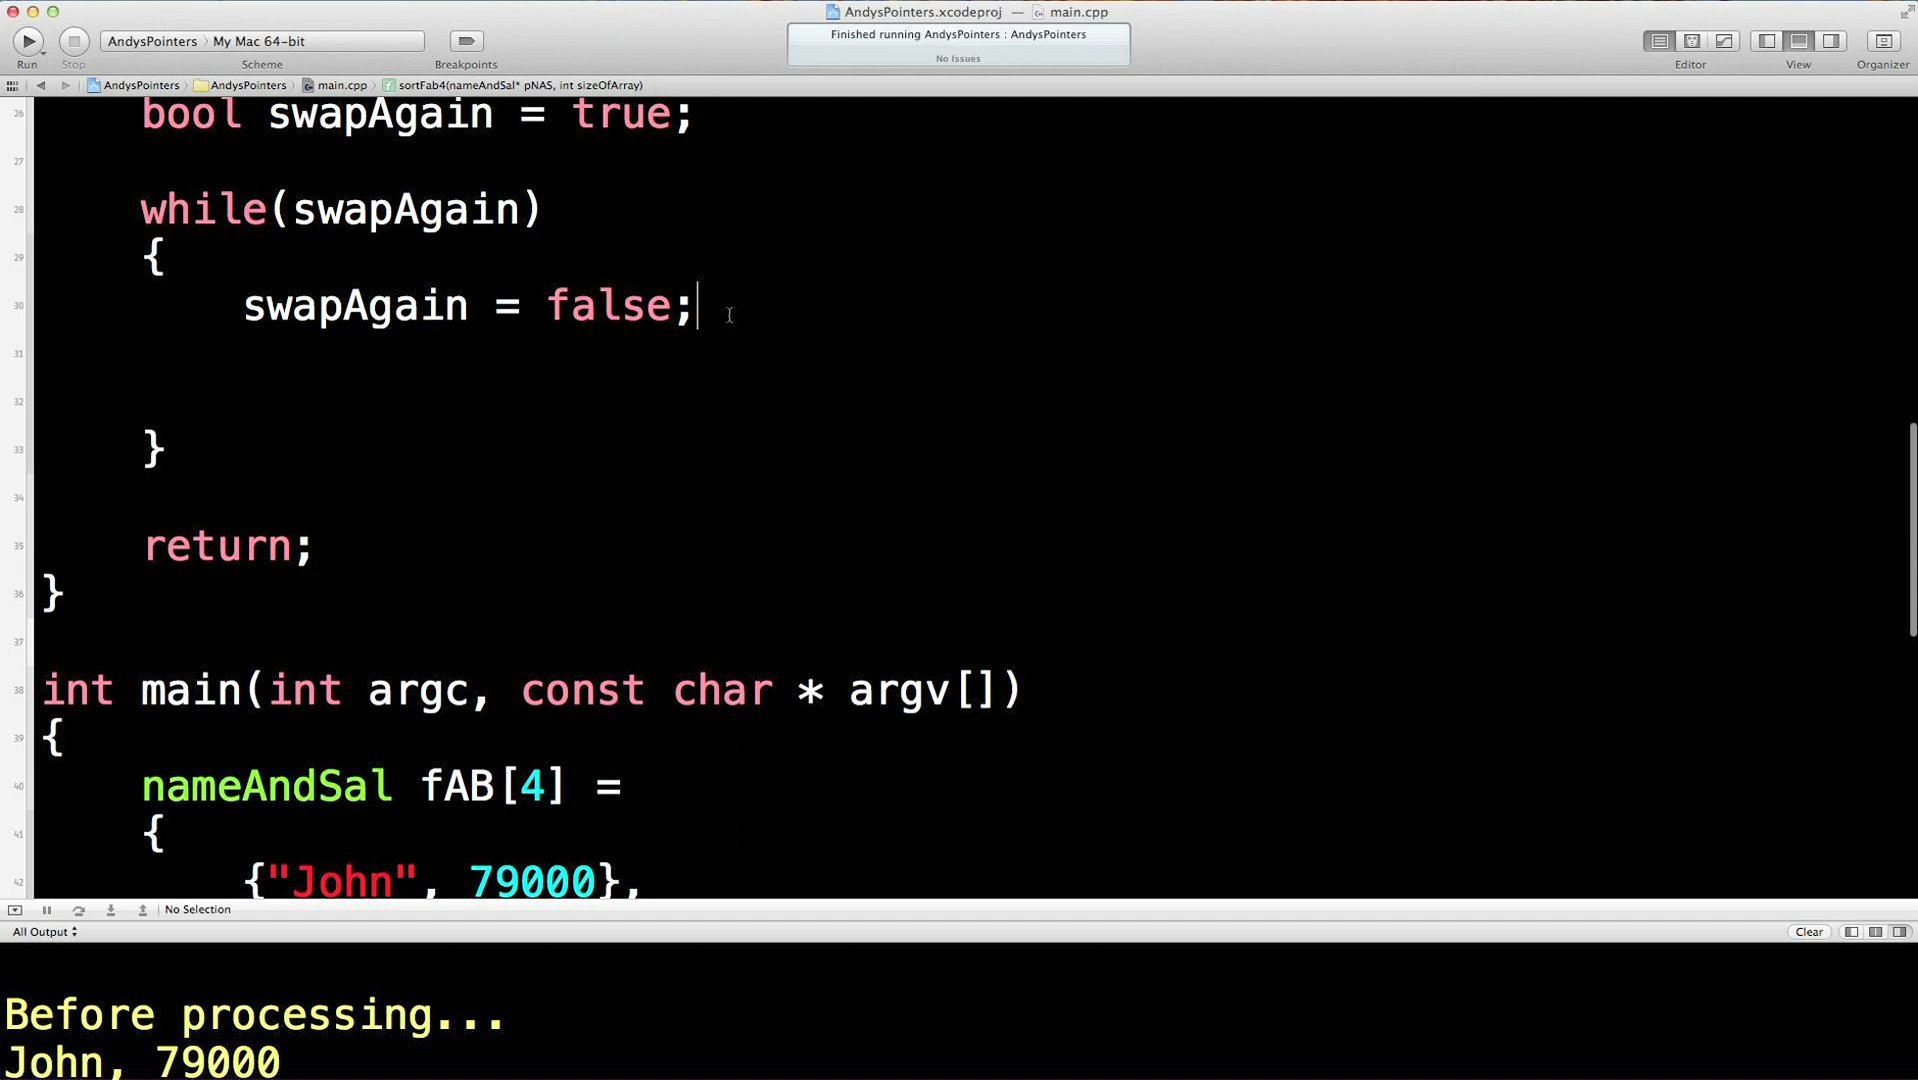 AndysPointers.xcodeproj — main.cpp
AndysPointers › My Mac 64-bit
Finished running AndysPointers : AndysPointers
No Issues
Run Stop Scheme Breakpoints Editor View Organizer
AndysPointers AndysPointers main.cpp sortFab4(nameAndSal* pNAS, int sizeOfArray)
26 bool swapAgain = true;
27
28 while(swapAgain)
29 {
30 swapAgain = false;
31
32
33 }
34
35 return;
36 }
37
38 int main(int argc, const char * argv[])
39 {
40 nameAndSal fAB[4] =
41 {
42 {"John", 79000},
No Selection
All Output Clear
Before processing...
John, 79000